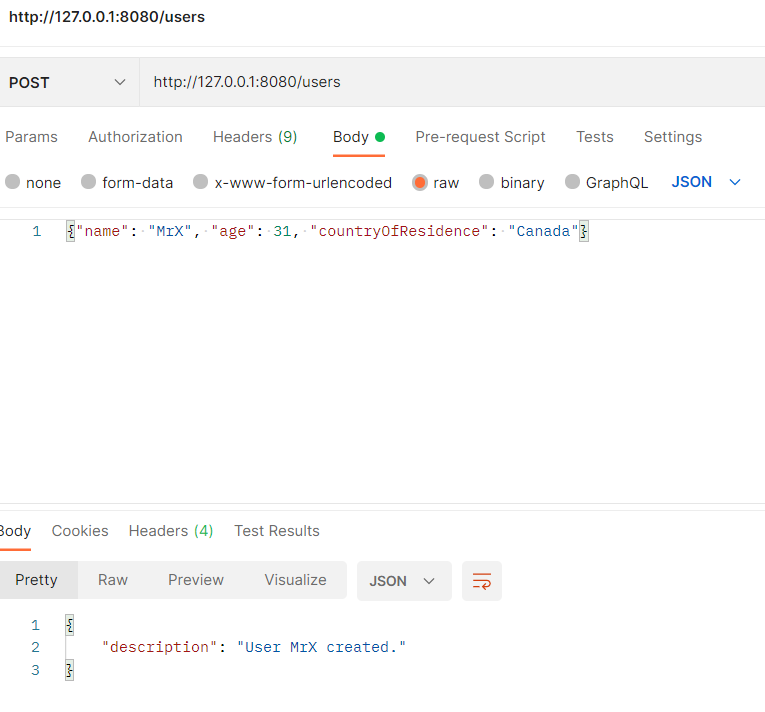 http://127.0.0.1:8080/users
POST http://127.0.0.1:8080/users
Params Authorization Headers (9) Body Pre-request Script Tests Settings
none form-data x-www-form-urlencoded raw binary GraphQL JSON
1 {"name": "MrX", "age": 31, "countryOfResidence": "Canada"}
Body Cookies Headers (4) Test Results
Pretty Raw Preview Visualize JSON
1 {
2 "description": "User MrX created."
3 }